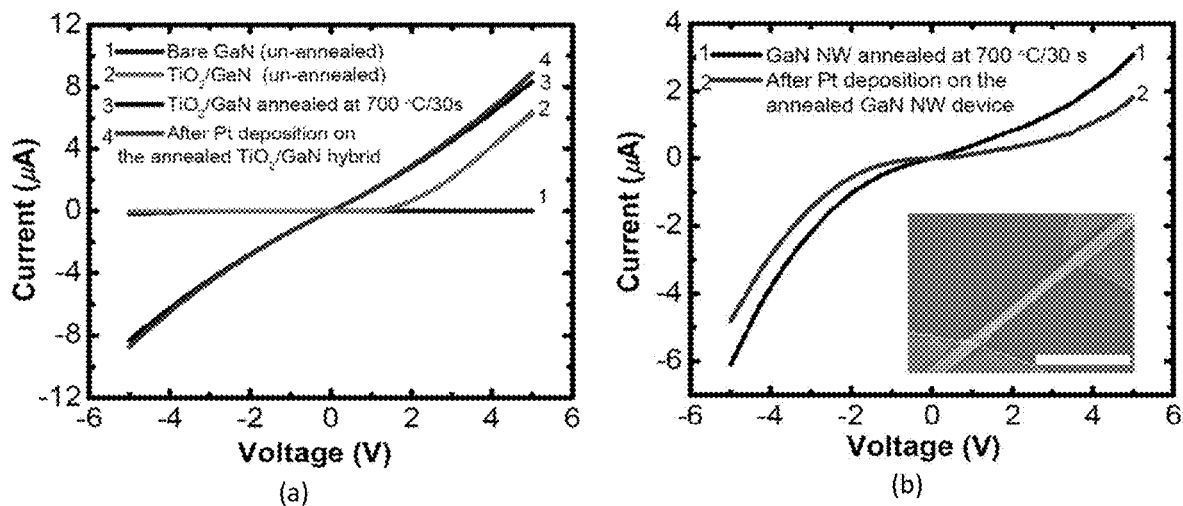 12
8
4
0
-4
-8
-12
Current (μA)
1 Bare GaN (un-annealed)
2 TiO2/GaN (un-annealed)
3 TiO2/GaN annealed at 700 °C/30s
4 After Pt deposition on
the annealed TiO2/GaN hybrid
4
3
2
1
-6 -4 -2 0 2 4 6
Voltage (V)
(a)
4
2
0
-2
-4
-6
Current (μA)
1 GaN NW annealed at 700 °C/30 s
2 After Pt deposition on the
annealed GaN NW device
1
2
-6 -4 -2 0 2 4 6
Voltage (V)
(b)